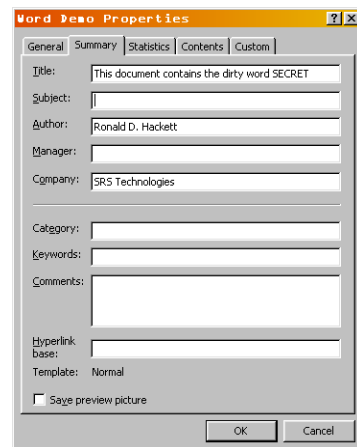 Word Demo Properties
General Summary Statistics Contents Custom
Title: This document contains the dirty word SECRET
Subject:
Author: Ronald D. Hackett
Manager:
Company: SRS Technologies
Category:
Keywords:
Comments:
Hyperlink
base:
Template: Normal
Save preview picture
OK Cancel